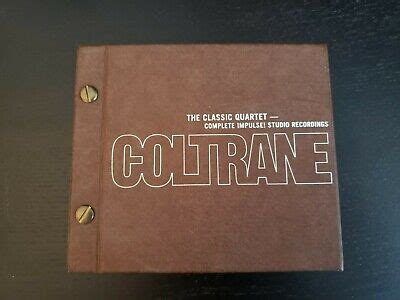 THE CLASSIC QUARTET —
COMPLETE IMPULSE! STUDIO RECORDINGS
COLTRANE